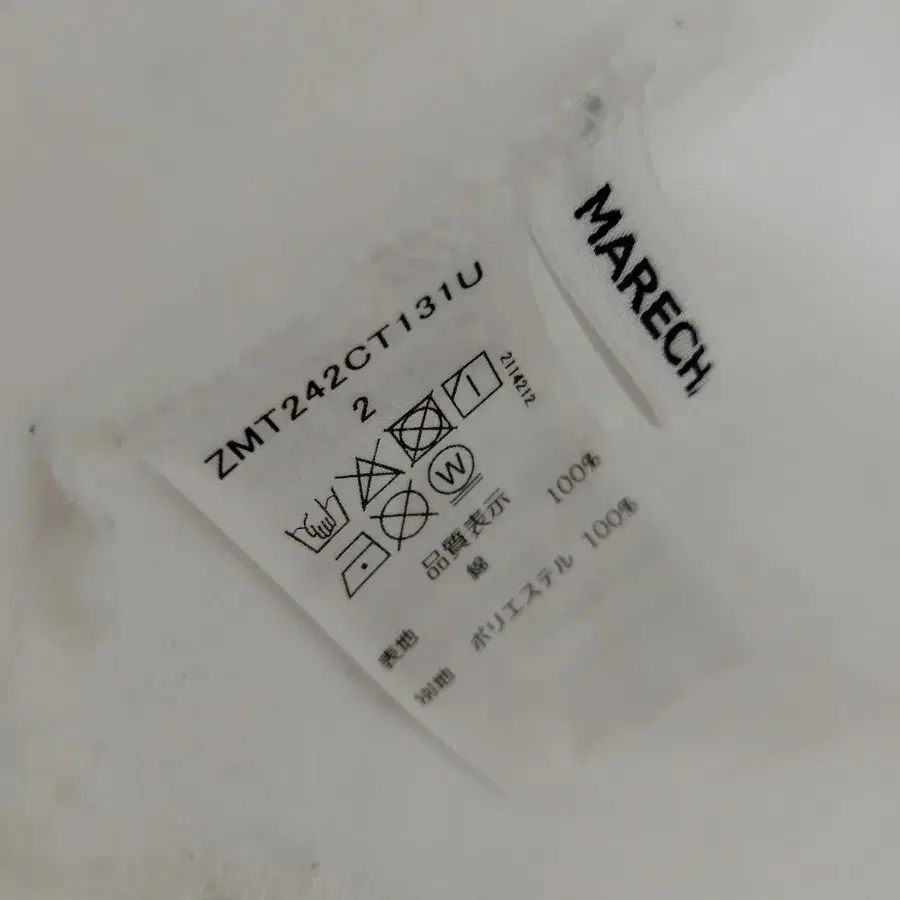 MARECH
ZMT242CT131U
2
2114212
W
品質表示
表地 綿 100%
別地 ポリエステル 100%